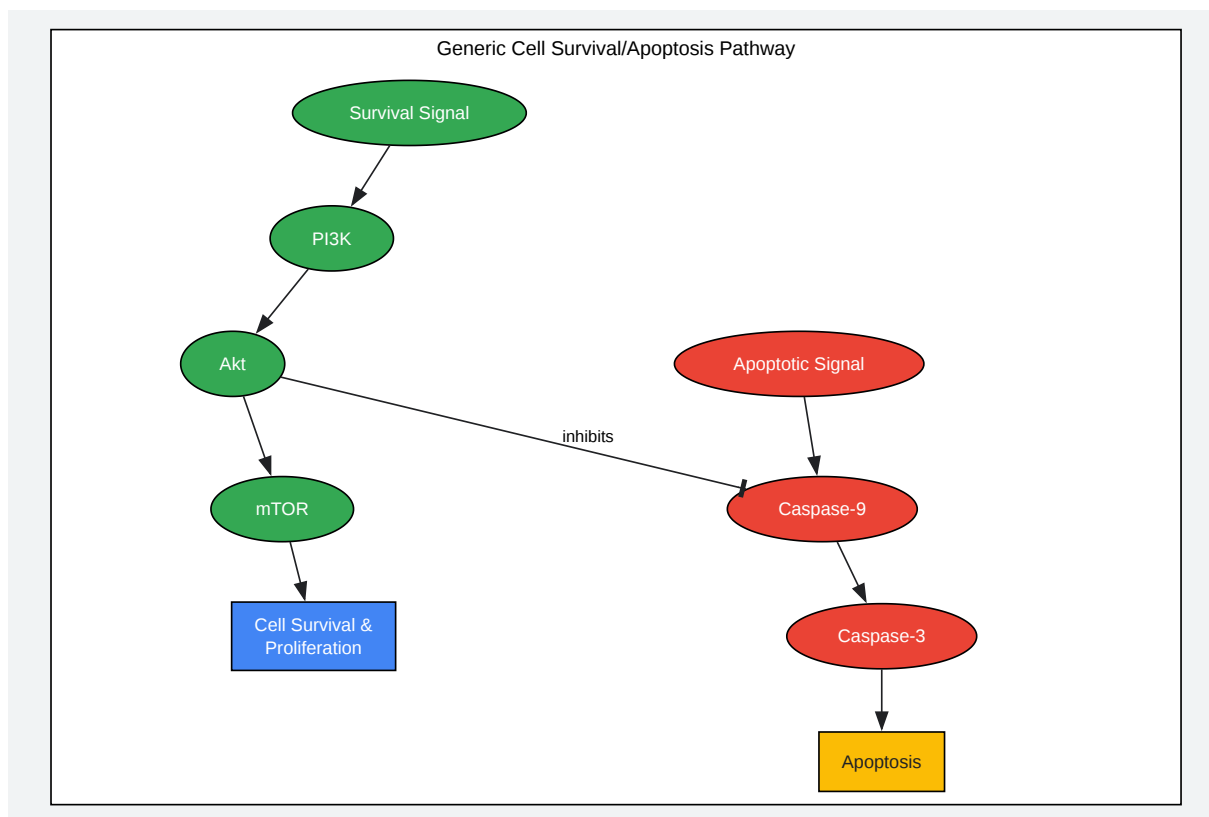 Generic Cell Survival/Apoptosis Pathway
Survival Signal
PI3K
Akt
Apoptotic Signal
inhibits
mTOR
Caspase-9
Cell Survival &
Proliferation
Caspase-3
Apoptosis